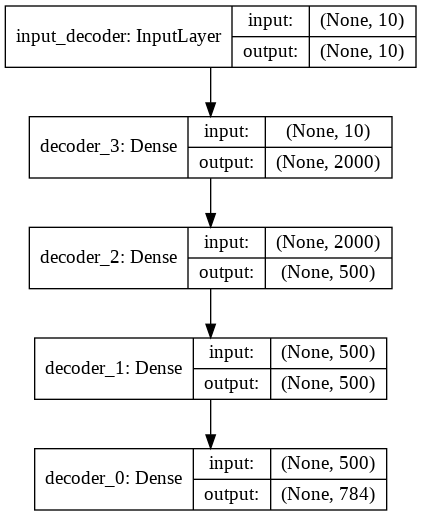 input_decoder: InputLayer
input: (None, 10)
output: (None, 10)
decoder_3: Dense
input: (None, 10)
output: (None, 2000)
decoder_2: Dense
input: (None, 2000)
output: (None, 500)
decoder_1: Dense
input: (None, 500)
output: (None, 500)
decoder_0: Dense
input: (None, 500)
output: (None, 784)